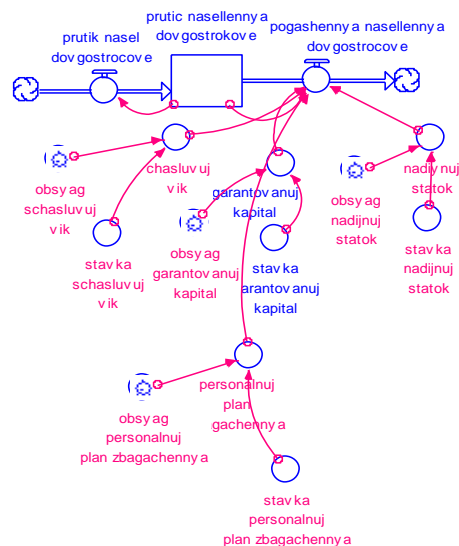 prutik nasel
dovgostrocove
prutic nasellennya
dovgostrokove
pogashennya nasellennya
dovgostrocove
chasluvuj vik
obsyag
schasluvuj
vik
stavka
schasluvuj
vik
garantovanuj
kapital
obsyag
garantovanuj
kapital
stavka
arantovanuj
kapital
nadiynuj
statok
obsyag
nadijnuj
statok
stavka
nadijnuj
statok
personalnuj
plan
gachennya
obsyag
personalnuj
plan zbagachennya
stavka
personalnuj
plan zbagachennya